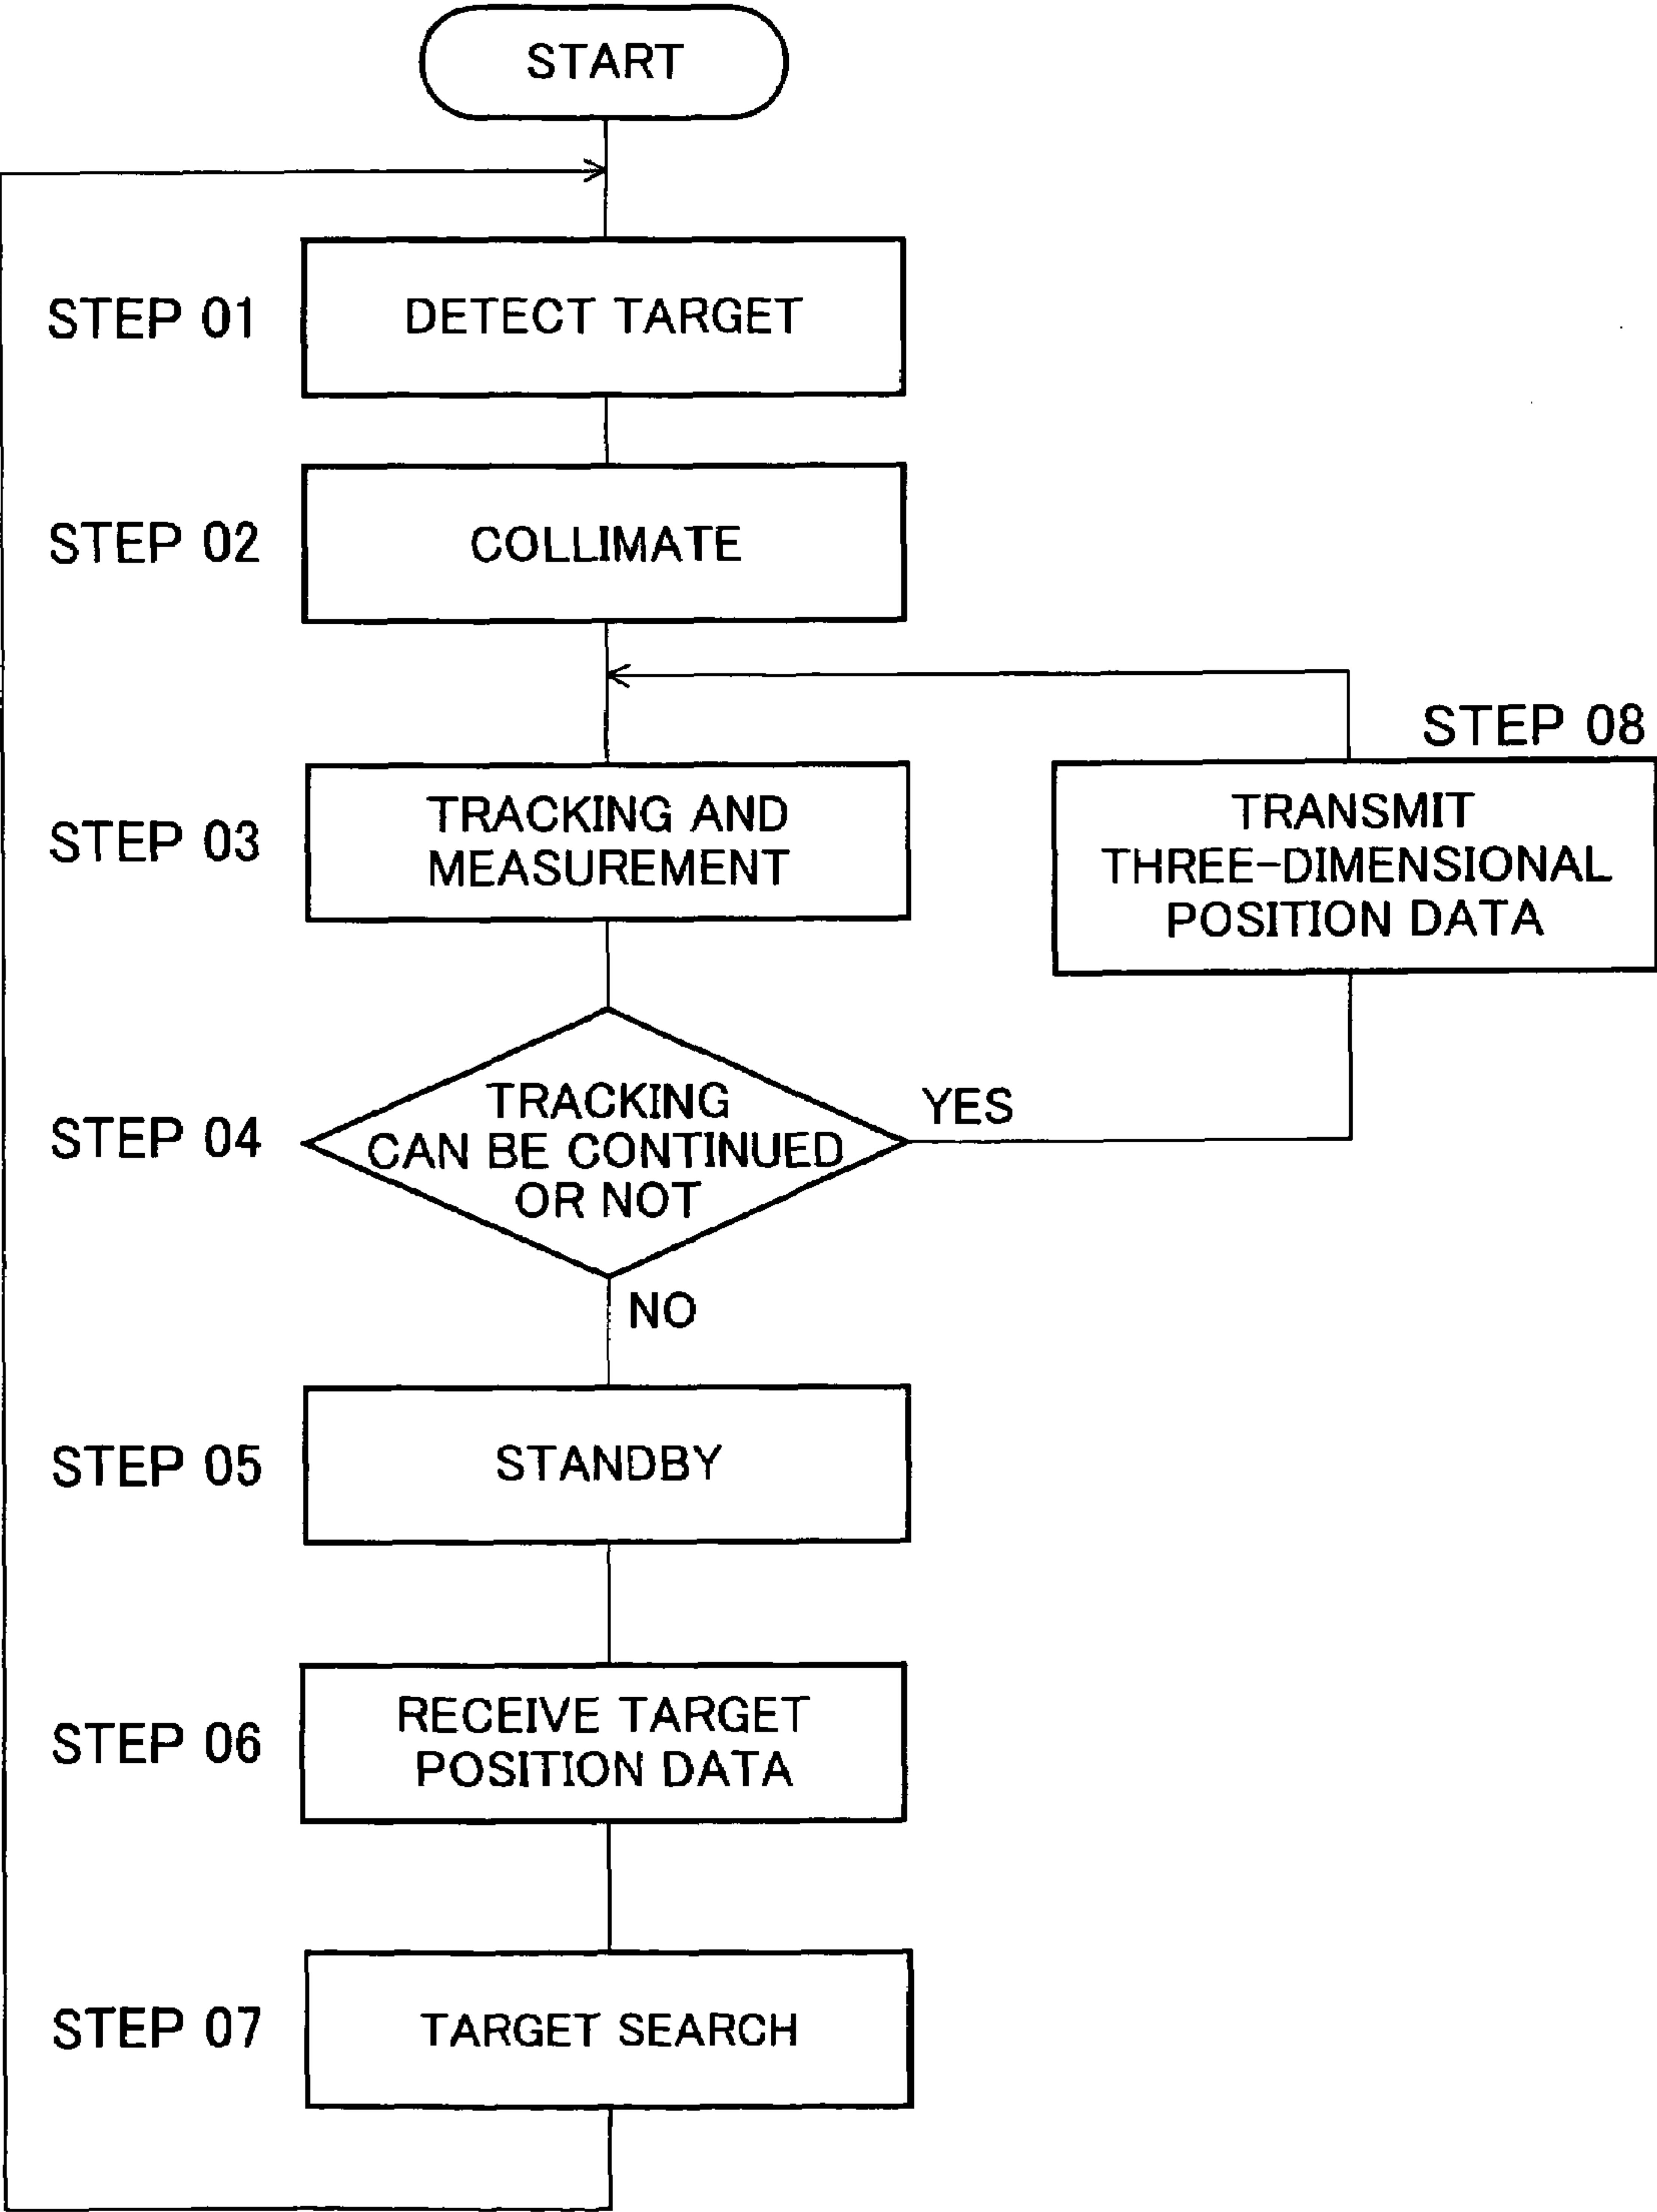 START
STEP 01
DETECT TARGET
STEP 02
COLLIMATE
STEP 08
STEP 03
TRACKING AND
MEASUREMENT
TRANSMIT
THREE-DIMENSIONAL
POSITION DATA
STEP 04
TRACKING
CAN BE CONTINUED
OR NOT
YES
NO
STEP 05
STANDBY
STEP 06
RECEIVE TARGET
POSITION DATA
STEP 07
TARGET SEARCH